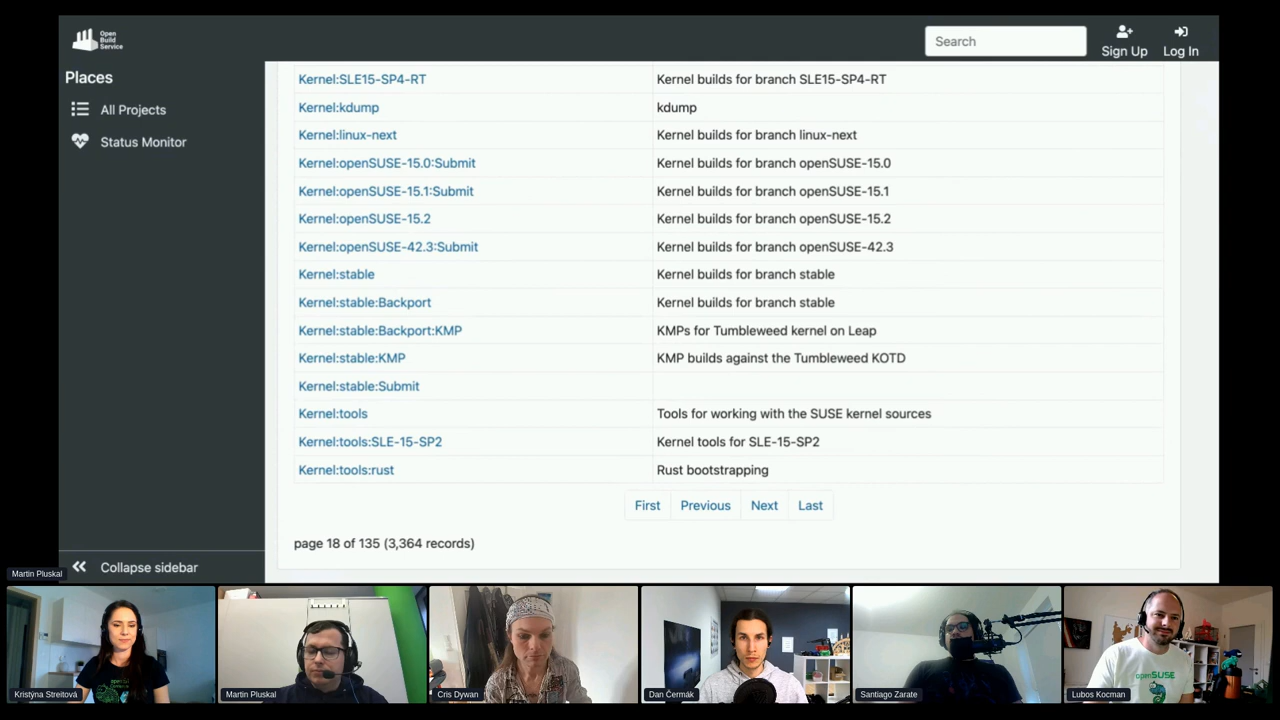 Open
Build
Service
Search
Sign Up
Log In
Places
All Projects
Status Monitor
Kernel:SLE15-SP4-RT Kernel builds for branch SLE15-SP4-RT
Kernel:kdump kdump
Kernel:linux-next Kernel builds for branch linux-next
Kernel:openSUSE-15.0:Submit Kernel builds for branch openSUSE-15.0
Kernel:openSUSE-15.1:Submit Kernel builds for branch openSUSE-15.1
Kernel:openSUSE-15.2 Kernel builds for branch openSUSE-15.2
Kernel:openSUSE-42.3:Submit Kernel builds for branch openSUSE-42.3
Kernel:stable Kernel builds for branch stable
Kernel:stable:Backport Kernel builds for branch stable
Kernel:stable:Backport:KMP KMPs for Tumbleweed kernel on Leap
Kernel:stable:KMP KMP builds against the Tumbleweed KOTD
Kernel:stable:Submit
Kernel:tools Tools for working with the SUSE kernel sources
Kernel:tools:SLE-15-SP2 Kernel tools for SLE-15-SP2
Kernel:tools:rust Rust bootstrapping
First Previous Next Last
page 18 of 135 (3,364 records)
Collapse sidebar
Martin Pluskal
Kristýna Streitová
Martin Pluskal
Cris Dywan
Dan Čermák
Santiago Zarate
Lubos Kocman
openSUSE